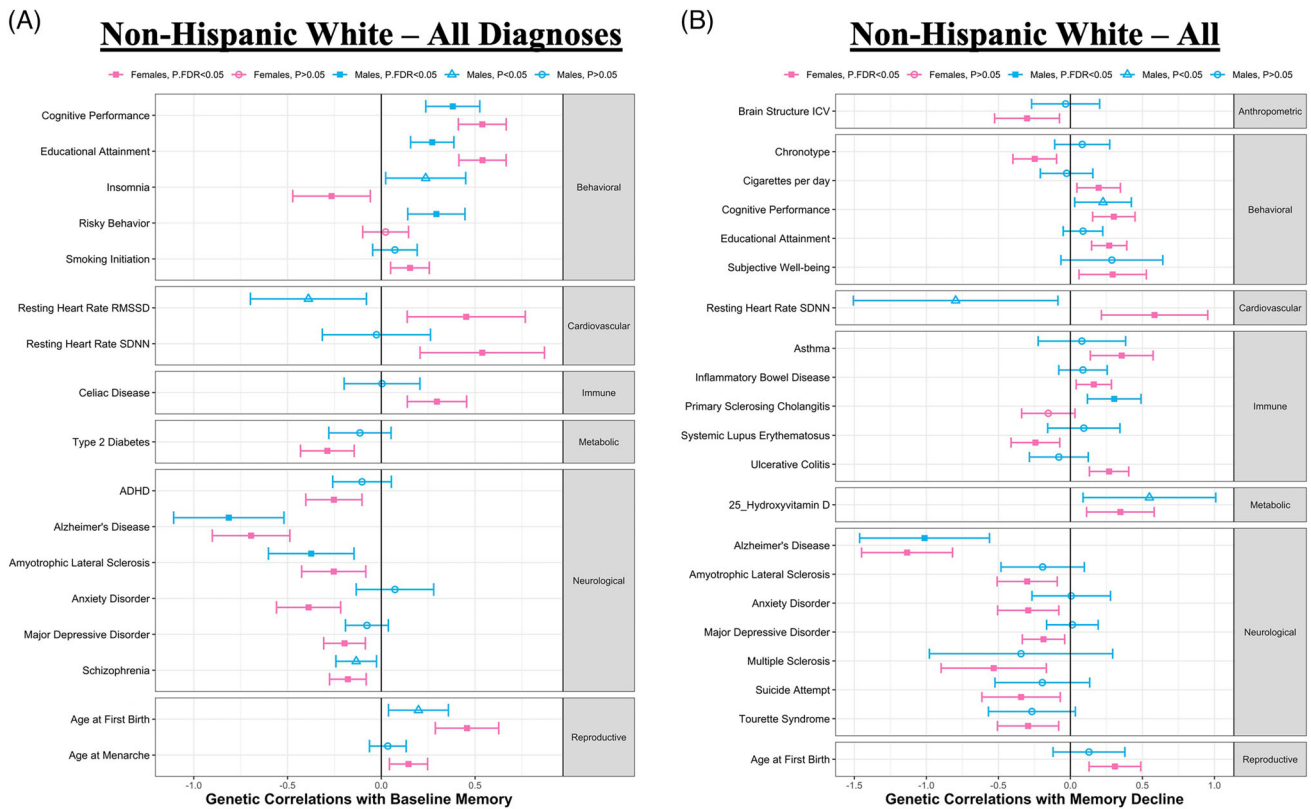 (A)
Non-Hispanic White – All Diagnoses
Females, P.FDR<0.05 Females, P>0.05 Males, P.FDR<0.05 Males, P<0.05 Males, P>0.05
Cognitive Performance
Educational Attainment
Insomnia
Risky Behavior
Smoking Initiation
Behavioral
Resting Heart Rate RMSSD
Resting Heart Rate SDNN
Cardiovascular
Celiac Disease
Immune
Type 2 Diabetes
Metabolic
ADHD
Alzheimer's Disease
Amyotrophic Lateral Sclerosis
Anxiety Disorder
Major Depressive Disorder
Schizophrenia
Neurological
Age at First Birth
Age at Menarche
Reproductive
-1.0 -0.5 0.0 0.5
Genetic Correlations with Baseline Memory
(B)
Non-Hispanic White – All
Females, P.FDR<0.05 Females, P>0.05 Males, P.FDR<0.05 Males, P<0.05 Males, P>0.05
Brain Structure ICV
Anthropometric
Chronotype
Cigarettes per day
Cognitive Performance
Educational Attainment
Subjective Well-being
Behavioral
Resting Heart Rate SDNN
Cardiovascular
Asthma
Inflammatory Bowel Disease
Primary Sclerosing Cholangitis
Systemic Lupus Erythematosus
Ulcerative Colitis
Immune
25_Hydroxyvitamin D
Metabolic
Alzheimer's Disease
Amyotrophic Lateral Sclerosis
Anxiety Disorder
Major Depressive Disorder
Multiple Sclerosis
Suicide Attempt
Tourette Syndrome
Neurological
Age at First Birth
Reproductive
-1.5 -1.0 -0.5 0.0 0.5 1.0
Genetic Correlations with Memory Decline